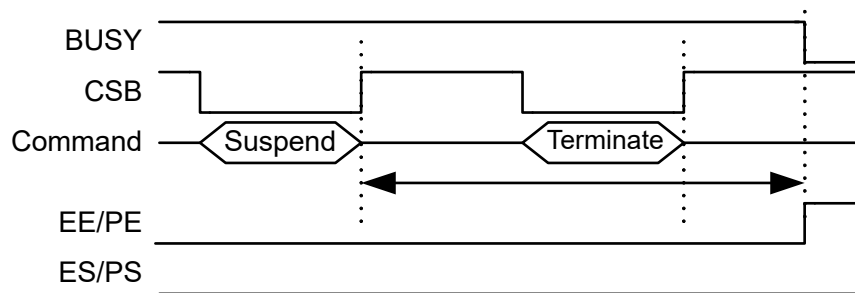 BUSY
CSB
Command Suspend Terminate
EE/PE
ES/PS